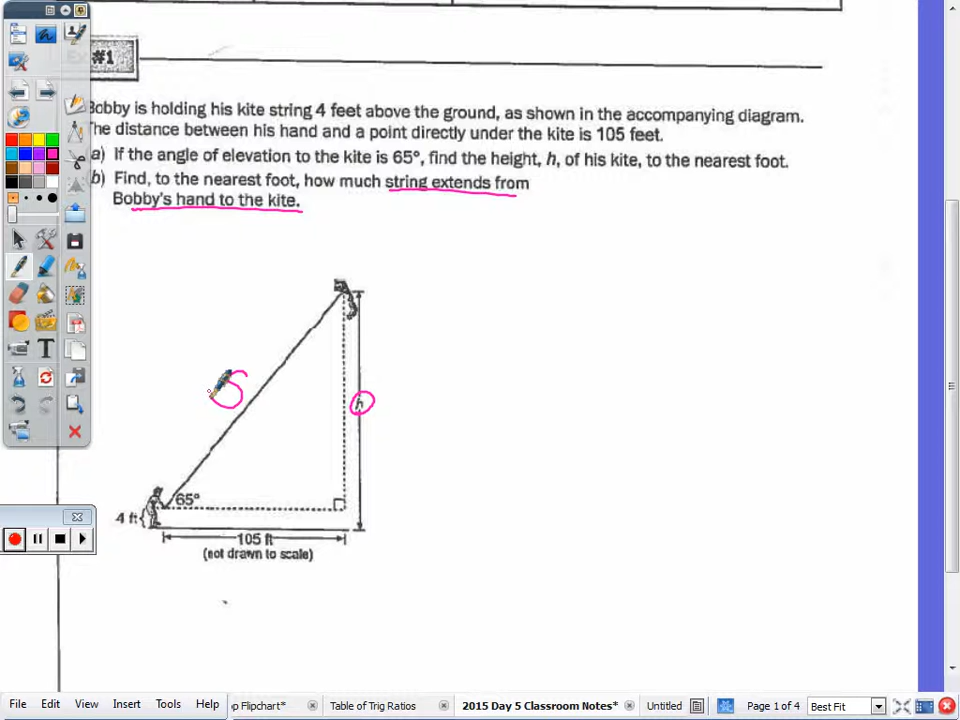 #1
Bobby is holding his kite string 4 feet above the ground, as shown in the accompanying diagram.
The distance between his hand and a point directly under the kite is 105 feet.
a) If the angle of elevation to the kite is 65°, find the height, h, of his kite, to the nearest foot.
b) Find, to the nearest foot, how much string extends from
Bobby's hand to the kite.
S
h
65°
4 ft
105 ft
(not drawn to scale)
File Edit View Insert Tools Help
p Flipchart* Table of Trig Ratios 2015 Day 5 Classroom Notes* Untitled Page 1 of 4 Best Fit